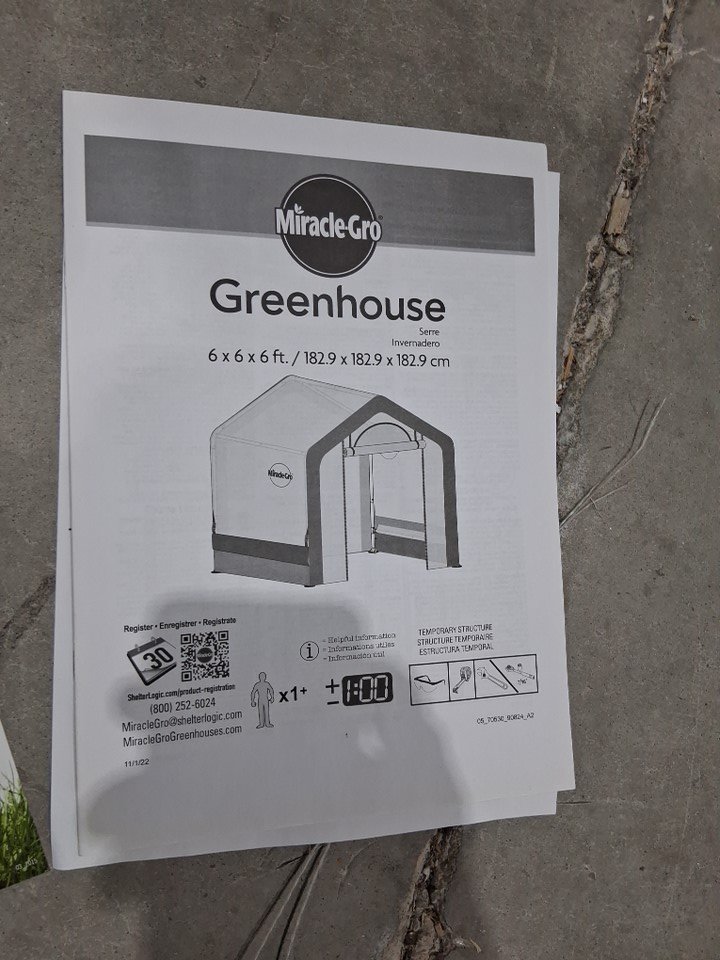 Miracle-Gro®
Greenhouse
Serre
Invernadero
6 x 6 x 6 ft. / 182.9 x 182.9 x 182.9 cm
Miracle-Gro
Register • Enregistrer • Regístrate
30
ShelterLogic.com/product-registration
(800) 252-6024
MiracleGro@shelterlogic.com
MiracleGroGreenhouses.com
11/1/22
i
= Helpful information
= Informations utiles
= Información útil
x1+
+
− 1:00
TEMPORARY STRUCTURE
STRUCTURE TEMPORAIRE
ESTRUCTURA TEMPORAL